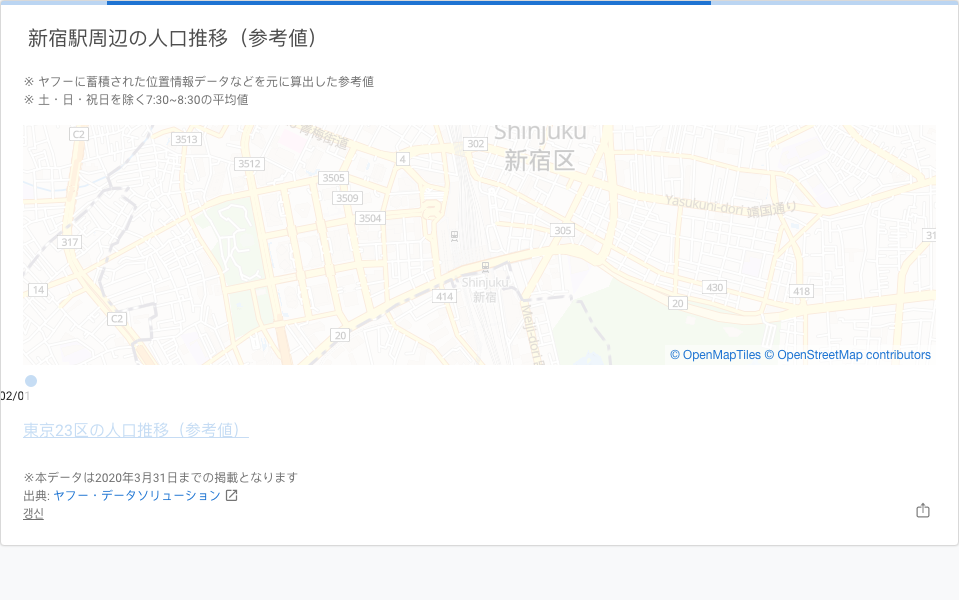 新宿駅周辺の人口推移（参考値）
※ ヤフーに蓄積された位置情報データなどを元に算出した参考値
※ 土・日・祝日を除く7:30~8:30の平均値
C2
3513
青梅街道
302
Shinjuku
新宿区
3512
4
3505
3509
3504
Yasukuni-dori 靖国通り
317
305
31
14
Shinjuku
新宿
414
20
430
418
C2
20
Meiji-dori
© OpenMapTiles © OpenStreetMap contributors
02/01
東京23区の人口推移（参考値）
※本データは2020年3月31日までの掲載となります
出典: ヤフー・データソリューション
갱신